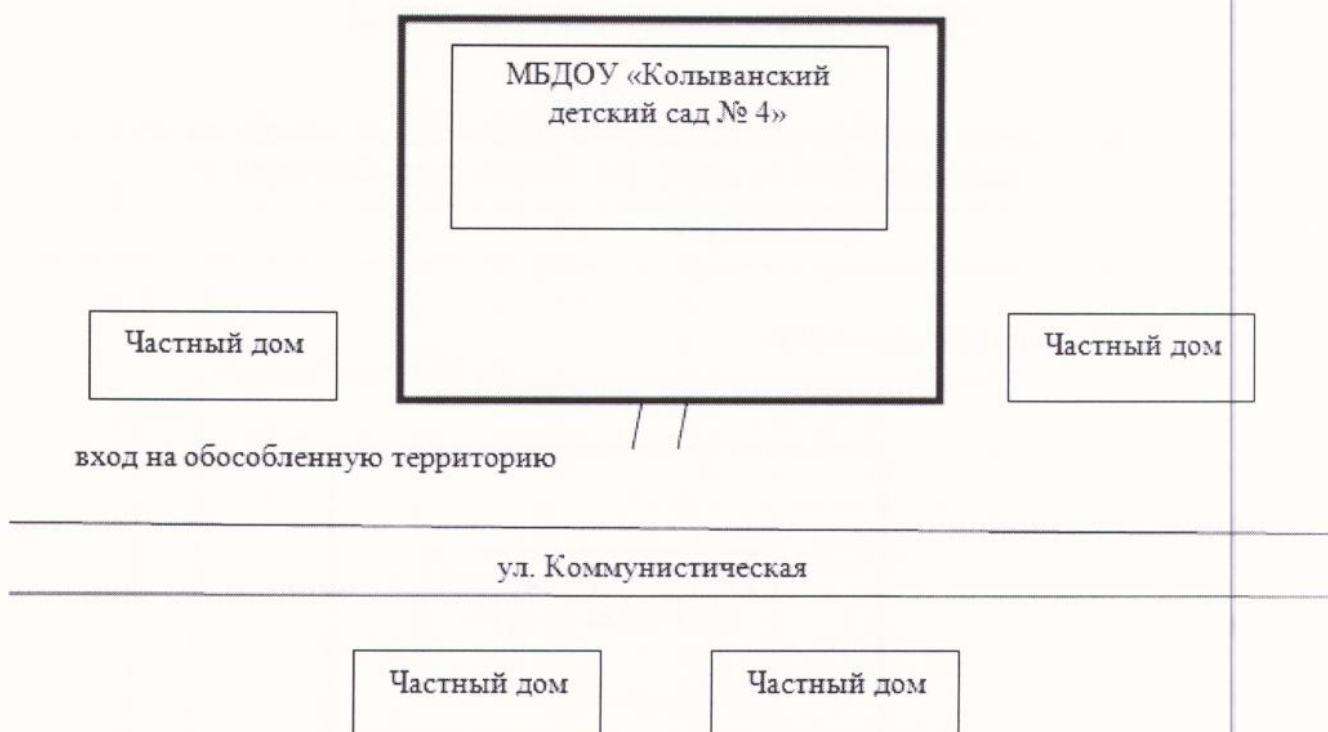 МБДОУ «Колыванский
детский сад № 4»
Частный дом
Частный дом
вход на обособленную территорию
ул. Коммунистическая
Частный дом
Частный дом